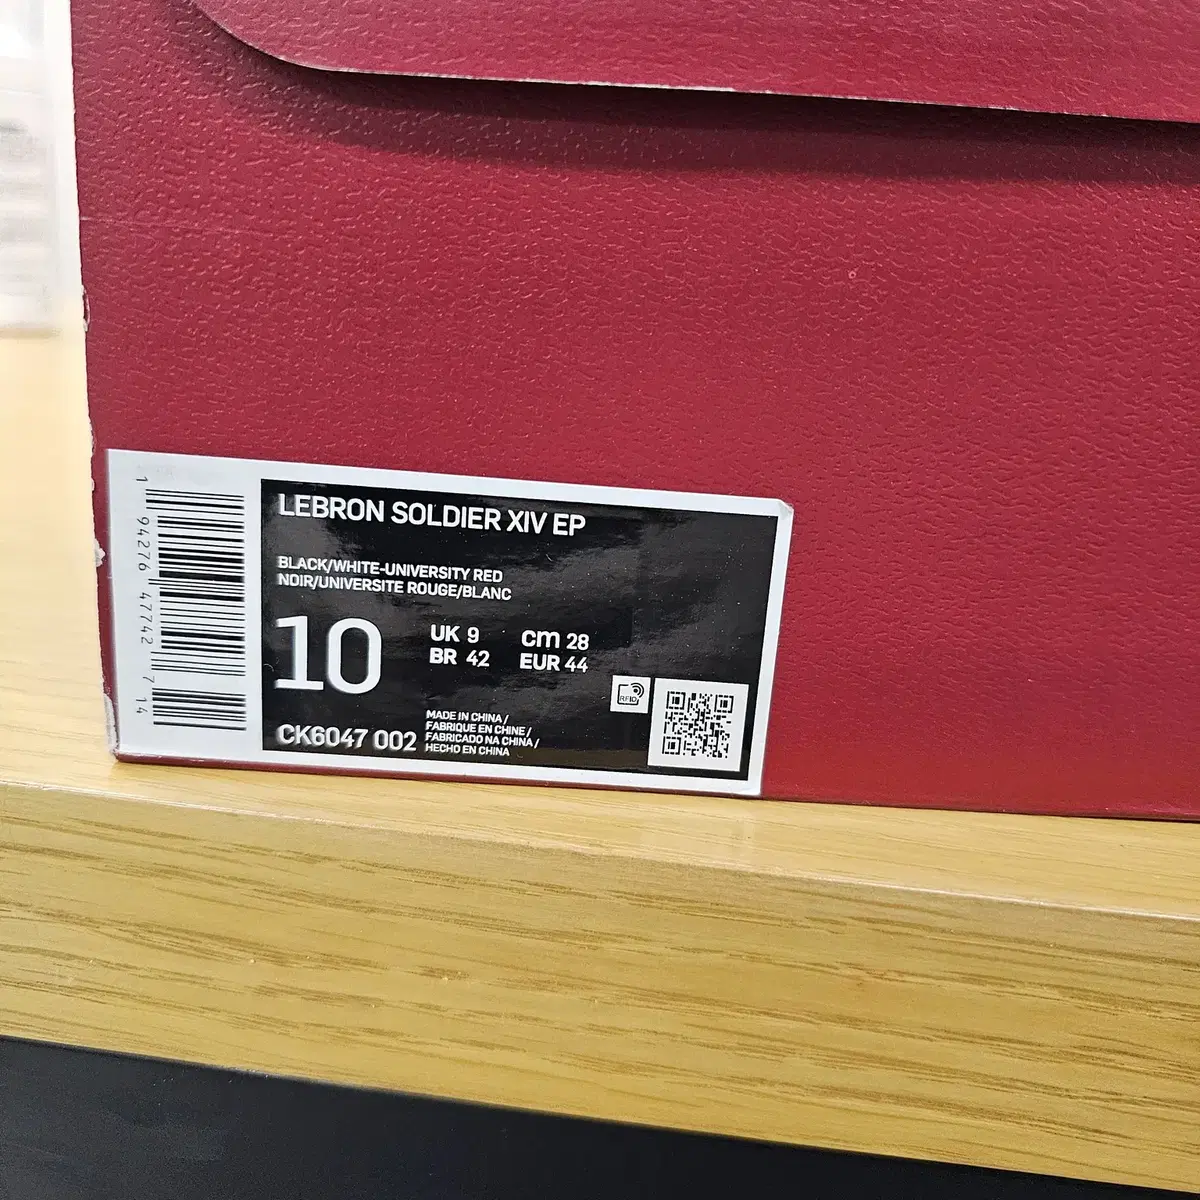 1 94276 47742 7 14
LEBRON SOLDIER XIV EP
BLACK/WHITE-UNIVERSITY RED
NOIR/UNIVERSITE ROUGE/BLANC
10
UK 9 cm 28
BR 42 EUR 44
CK6047 002
MADE IN CHINA /
FABRIQUE EN CHINE /
FABRICADO NA CHINA /
HECHO EN CHINA
RFID